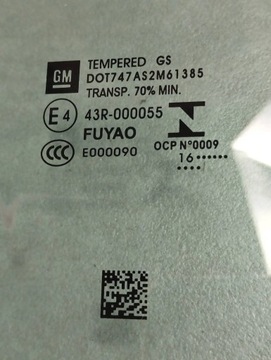 GM TEMPERED GS
DOT747AS2M61385
TRANSP. 70% MIN.
E4 43R-000055
FUYAO
CCC E000090 OCP N°0009
16